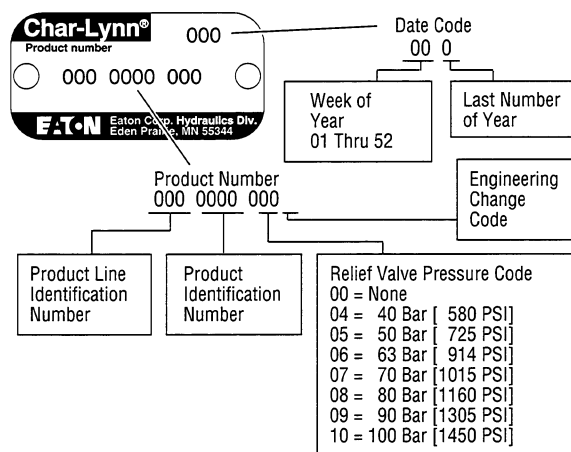 Char-Lynn®
Product number
000
000 0000 000
EATON
Eaton Corp. Hydraulics Div.
Eden Prairie, MN 55344
Date Code
00 0
Week of
Year
01 Thru 52
Last Number
of Year
Product Number
000 0000 000
Engineering
Change
Code
Product Line
Identification
Number
Product
Identification
Number
Relief Valve Pressure Code
00 = None
04 = 40 Bar [ 580 PSI]
05 = 50 Bar [ 725 PSI]
06 = 63 Bar [ 914 PSI]
07 = 70 Bar [1015 PSI]
08 = 80 Bar [1160 PSI]
09 = 90 Bar [1305 PSI]
10 = 100 Bar [1450 PSI]